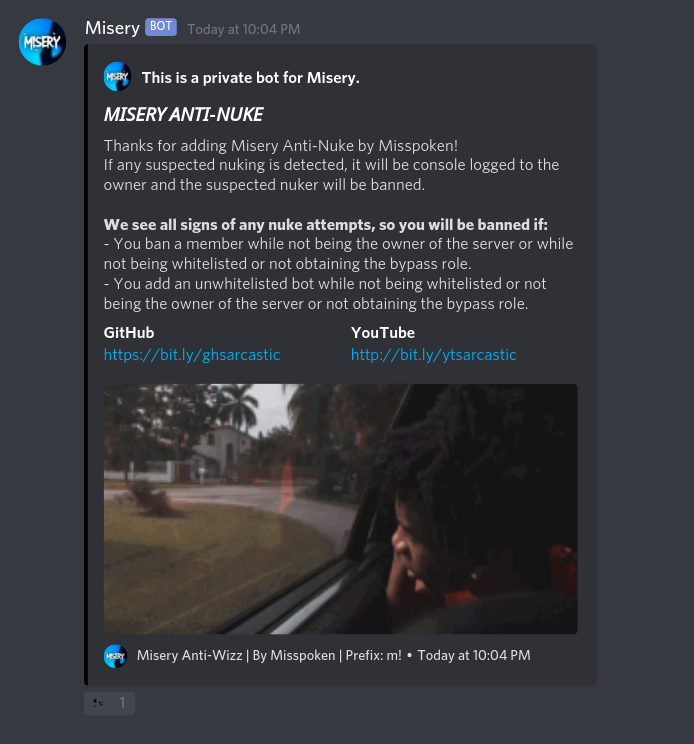 MISERY
Misery BOT Today at 10:04 PM
MISERY This is a private bot for Misery.
MISERY ANTI-NUKE
Thanks for adding Misery Anti-Nuke by Misspoken!
If any suspected nuking is detected, it will be console logged to the
owner and the suspected nuker will be banned.
We see all signs of any nuke attempts, so you will be banned if:
- You ban a member while not being the owner of the server or while
not being whitelisted or not obtaining the bypass role.
- You add an unwhitelisted bot while not being whitelisted or not
being the owner of the server or not obtaining the bypass role.
GitHub YouTube
https://bit.ly/ghsarcastic http://bit.ly/ytsarcastic
MISERY Misery Anti-Wizz | By Misspoken | Prefix: m! • Today at 10:04 PM
1